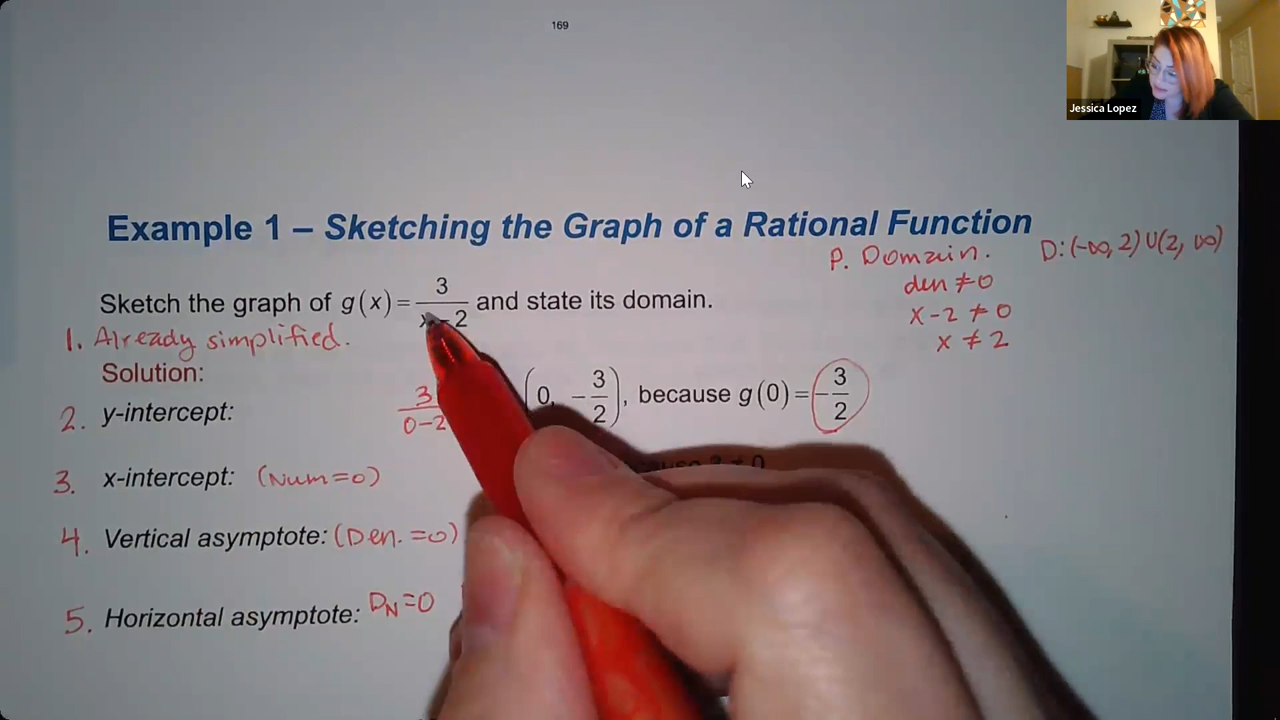 169
Jessica Lopez
Example 1 – Sketching the Graph of a Rational Function
P. Domain. D: (-∞, 2) U (2, ∞)
den ≠ 0
x - 2 ≠ 0
x ≠ 2
Sketch the graph of g(x) = 3/(x - 2) and state its domain.
1. Already simplified.
Solution:
2. y-intercept: 3/(0-2) (0, -3/2), because g(0) = -3/2
3. x-intercept: (Num=0) 0
4. Vertical asymptote: (Den. =0)
5. Horizontal asymptote: DN=0